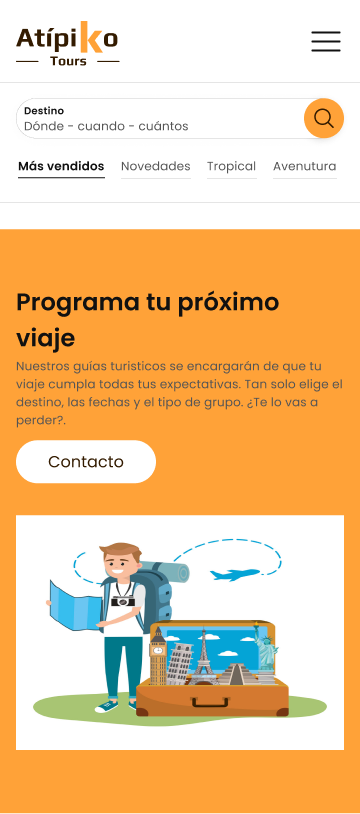 Atípiko
Tours
Destino
Dónde - cuando - cuántos
Más vendidos Novedades Tropical Avenutura
Programa tu próximo
viaje
Nuestros guías turisticos se encargarán de que tu
viaje cumpla todas tus expectativas. Tan solo elige el
destino, las fechas y el tipo de grupo. ¿Te lo vas a
perder?.
Contacto